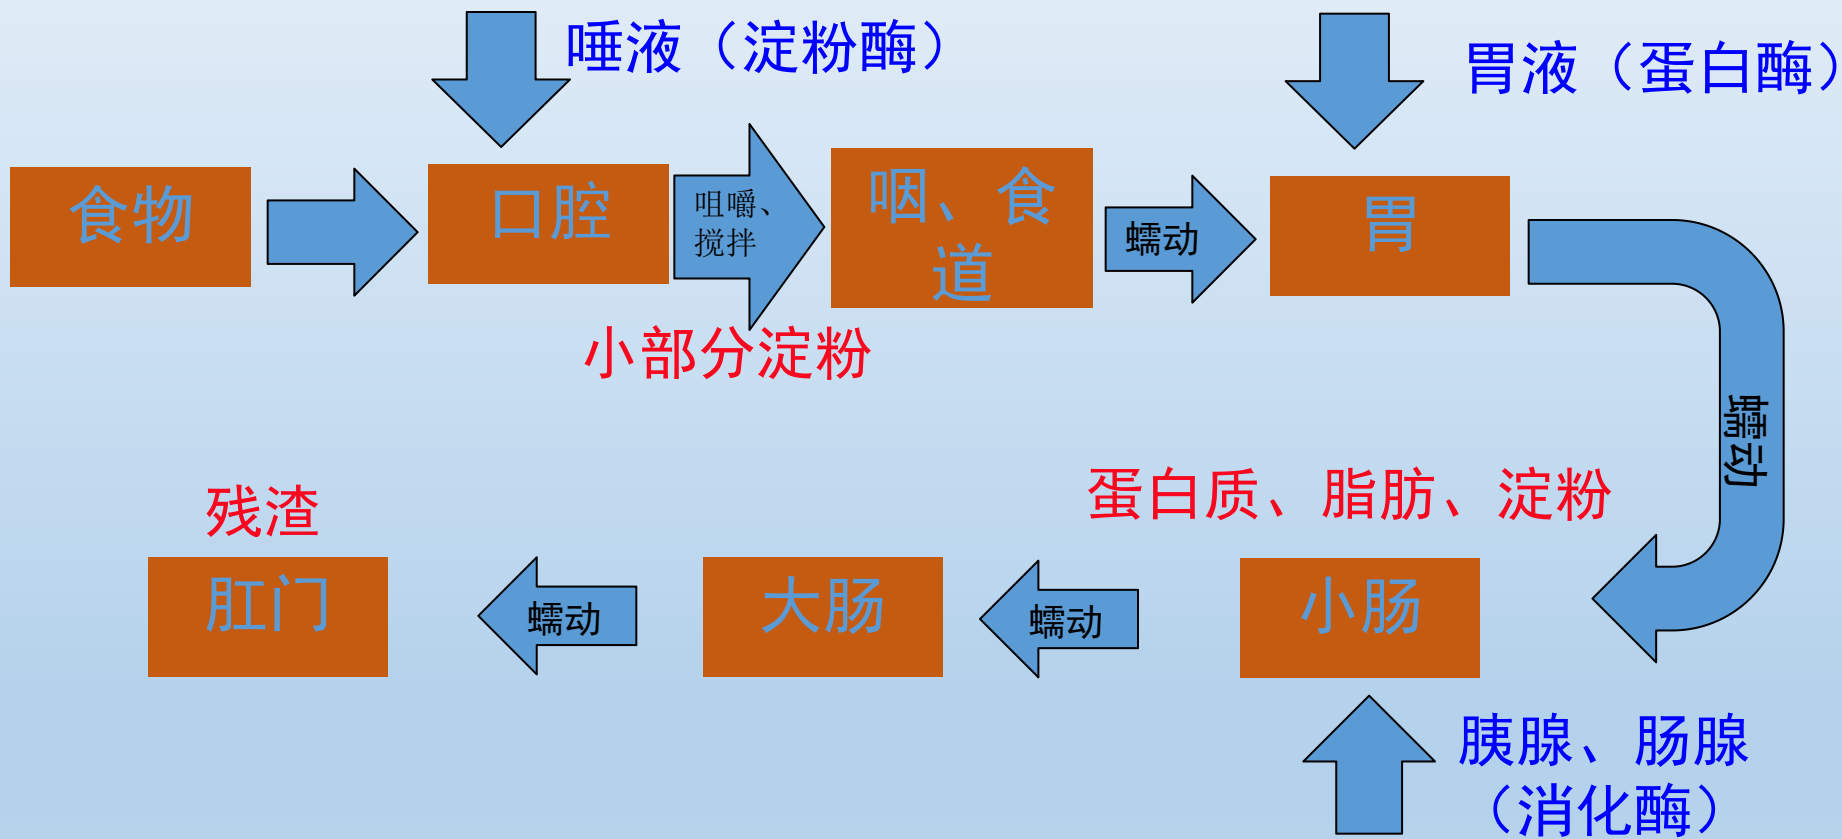 唾液（淀粉酶）
胃液（蛋白酶）
食物
口腔
咀嚼、
搅拌
咽、食
道
蠕动
胃
小部分淀粉
蠕动
残渣
蛋白质、脂肪、淀粉
肛门
蠕动
大肠
蠕动
小肠
胰腺、肠腺
（消化酶）